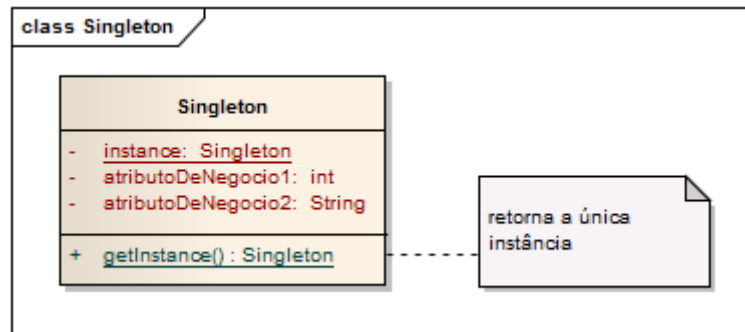 class Singleton
Singleton
- instance: Singleton
- atributoDeNegocio1: int
- atributoDeNegocio2: String
+ getInstance() : Singleton
retorna a única
instância